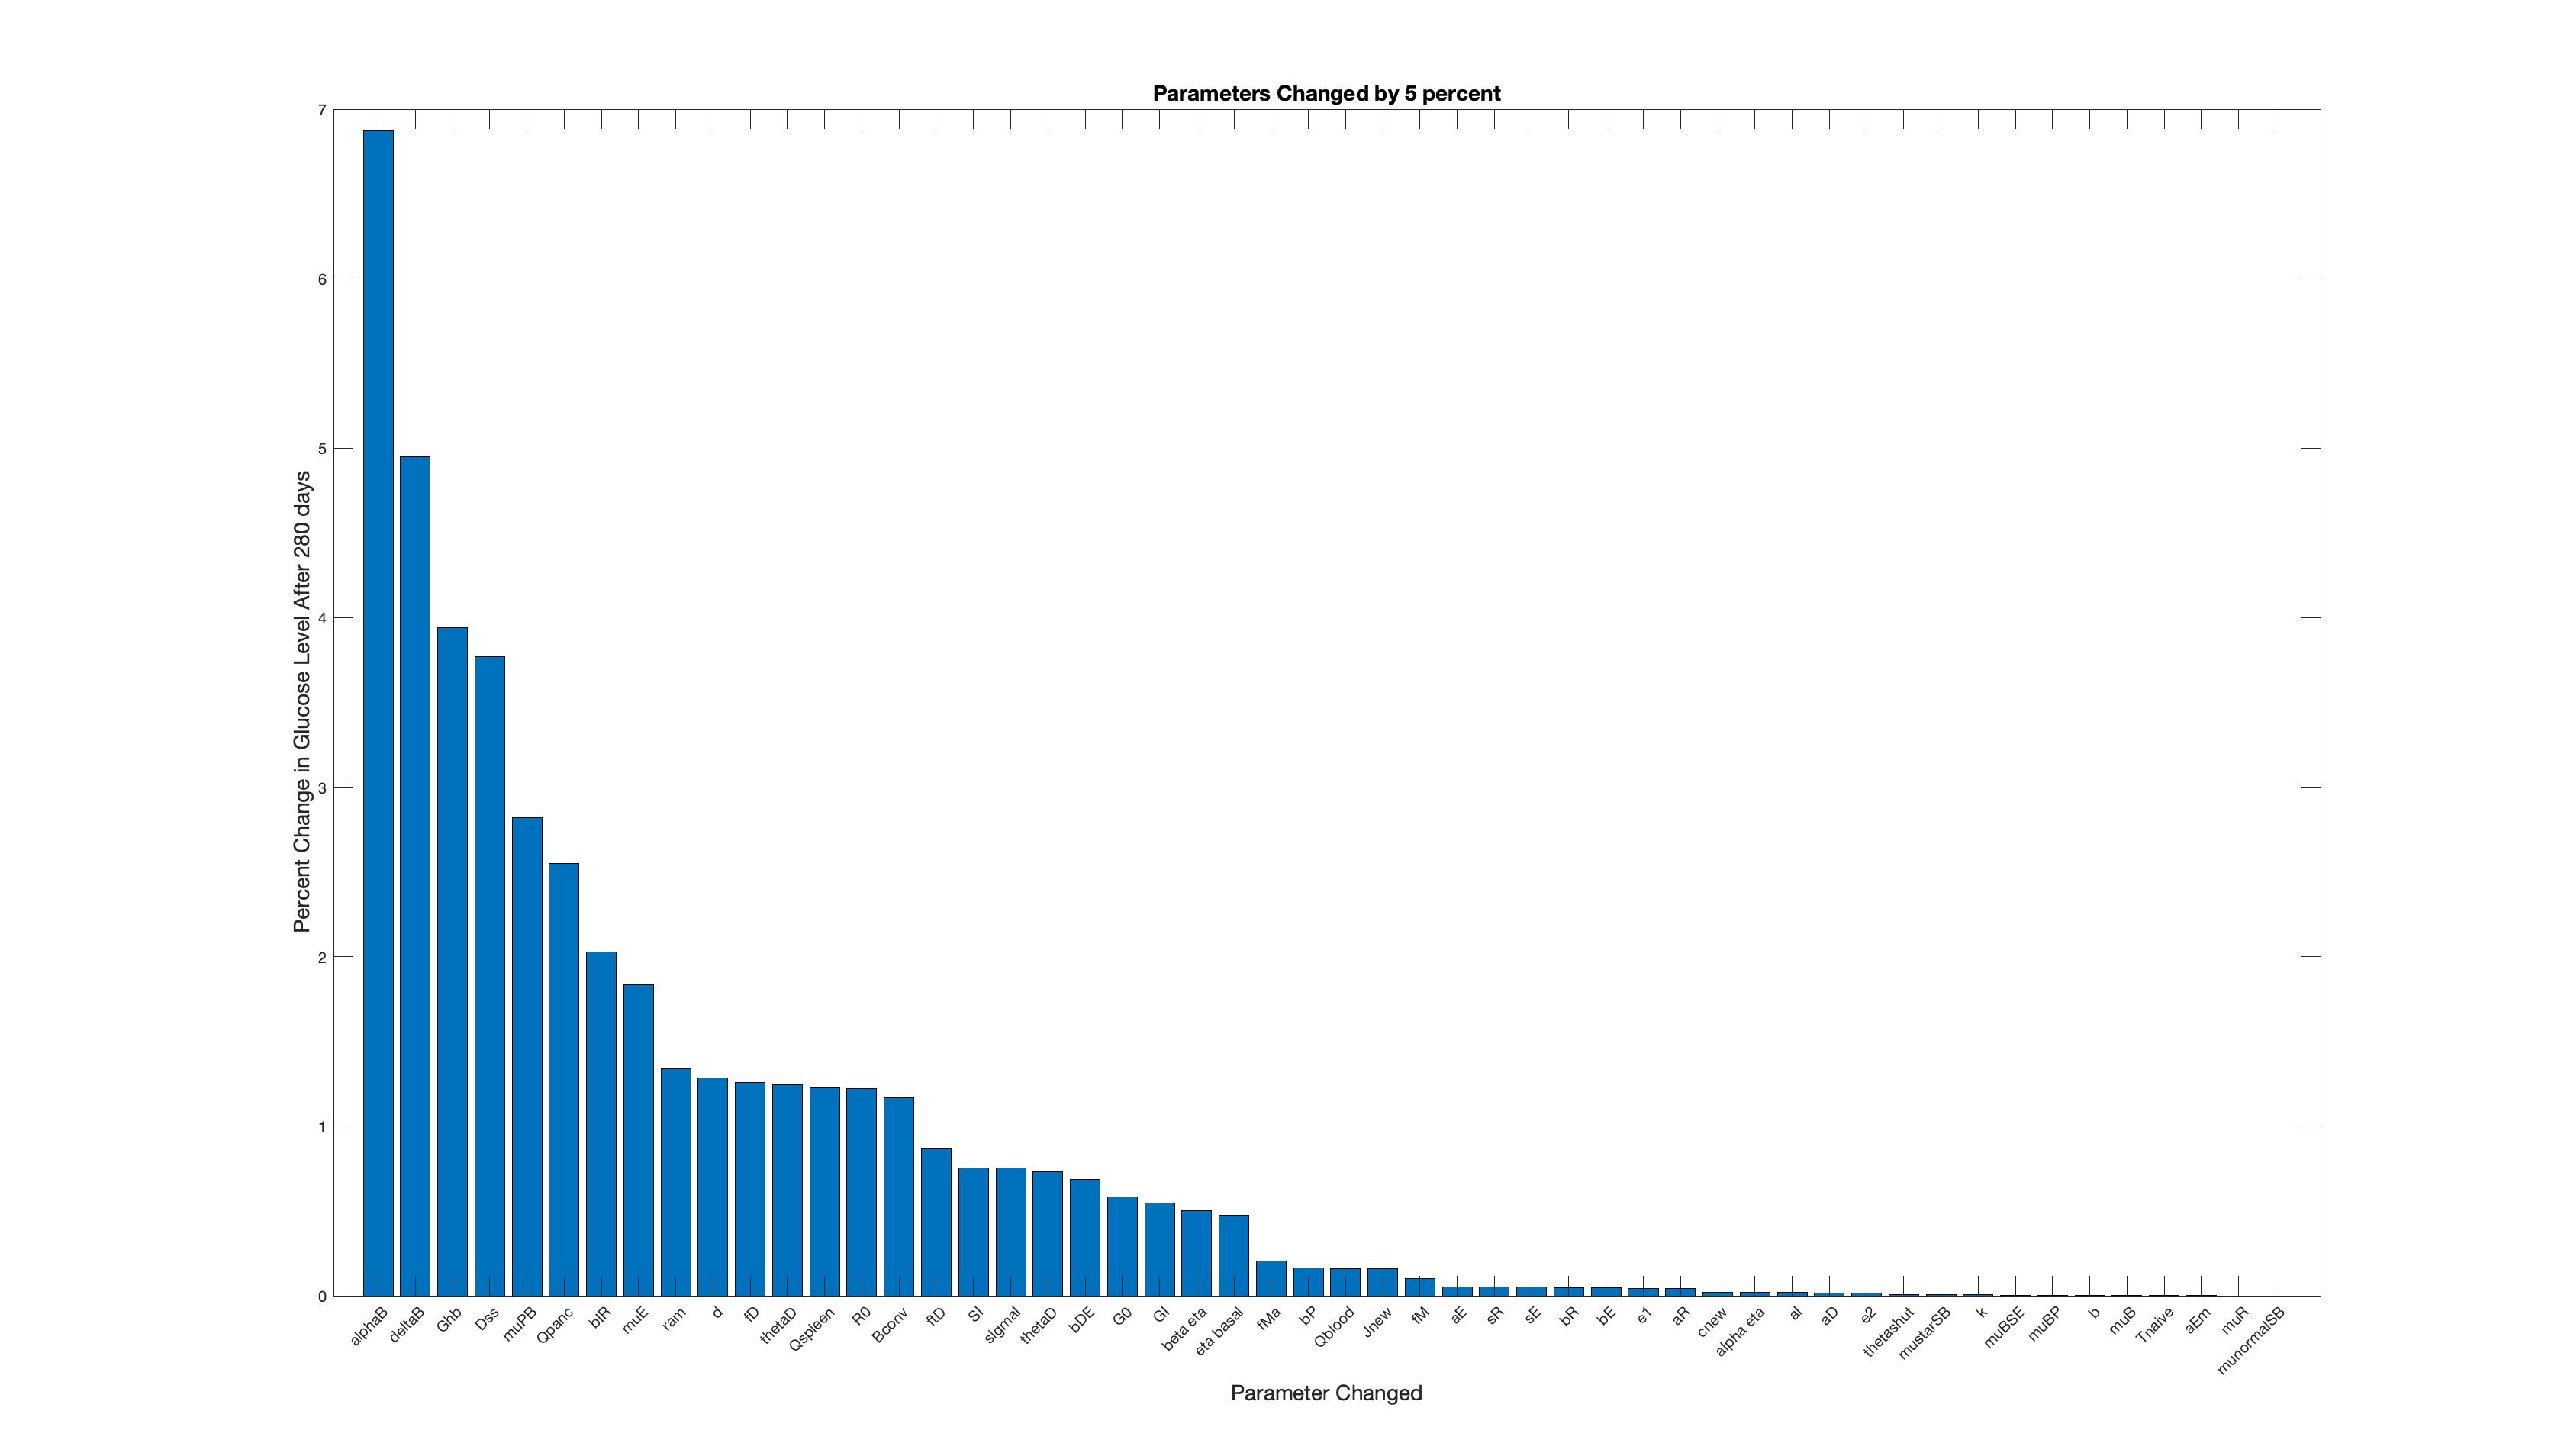 Parameters Changed by 5 percent
7
6
5
4
3
2
1
0
Percent Change in Glucose Level After 280 days
alphaB
deltaB
Ghb
Dss
muPB
Qpanc
bIR
muE
ram
d
fD
thetaD
Qspleen
R0
Bconv
ftD
SI
sigmaI
thetaD
bDE
G0
GI
beta eta
eta basal
fMa
bP
Qblood
Jnew
fM
aE
sR
sE
bR
bE
e1
aR
cnew
alpha eta
aI
aD
e2
thetashut
mustarSB
k
muBSE
muBP
b
muB
Tnaive
aEm
muR
munormalSB
Parameter Changed